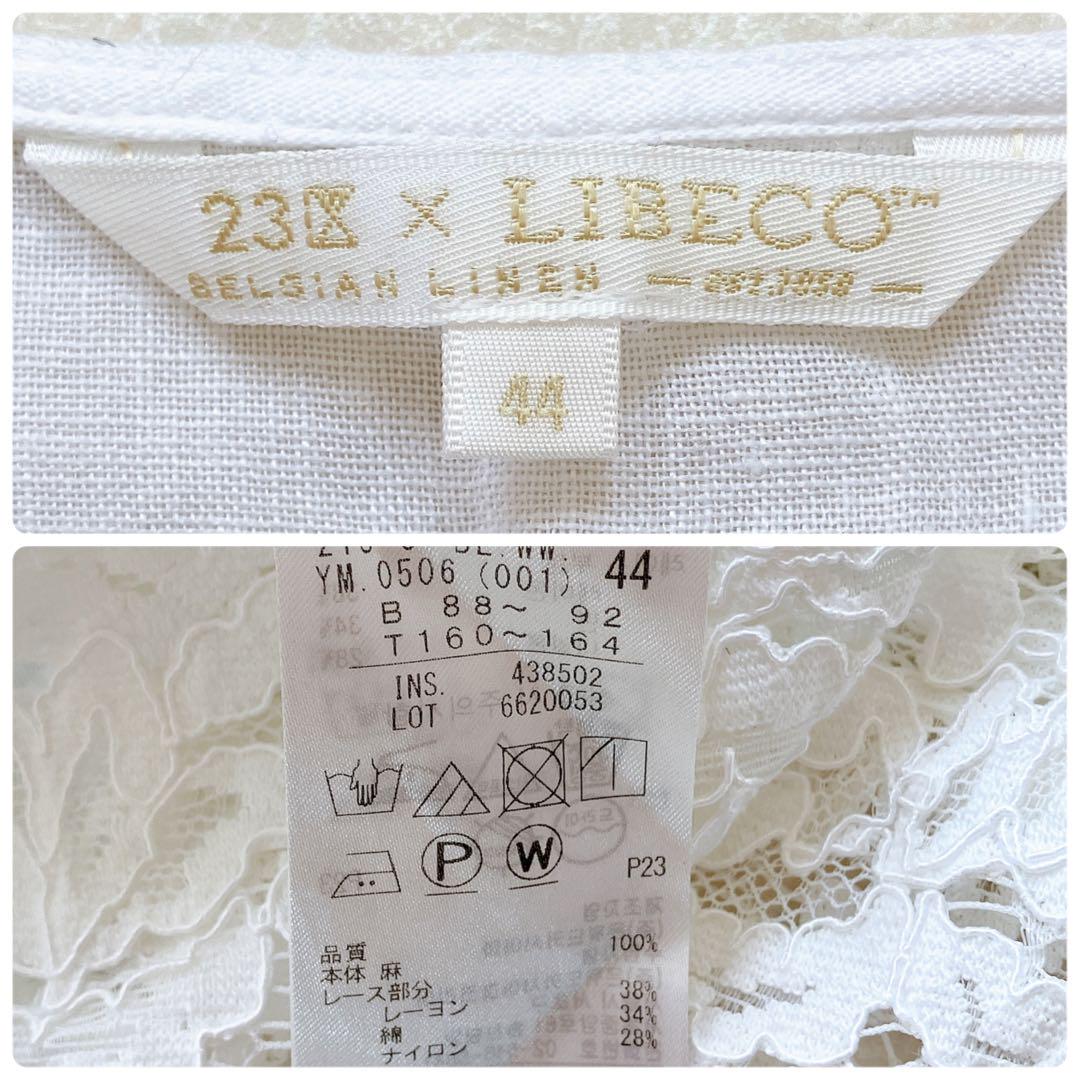 23区 × LIBECO™
BELGIAN LINEN — EST.1858 —
44
YM. 0506 (001) 44
B 88～ 92
T160～164
INS. 438502
LOT 6620053
P
W
P23
品質
本体 麻 100%
レース部分
レーヨン 38%
綿 34%
ナイロン 28%